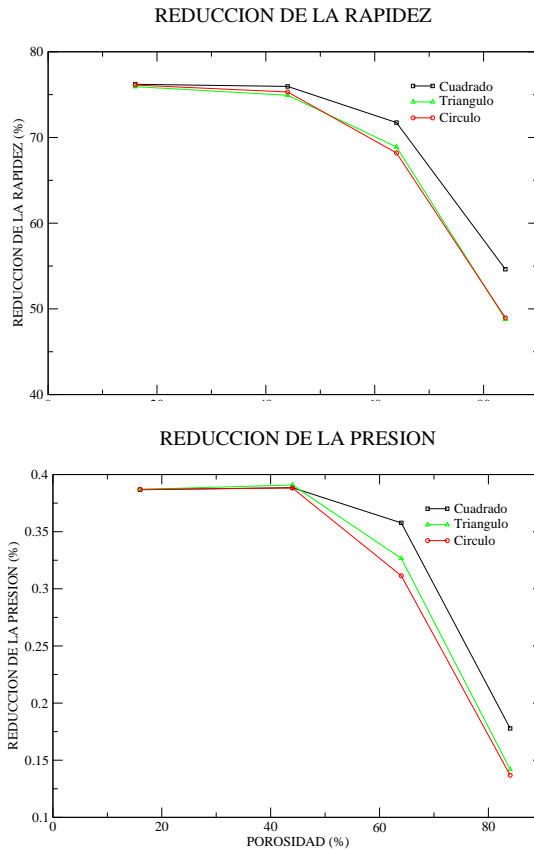 REDUCCION DE LA RAPIDEZ
80
70
60
50
40
REDUCCION DE LA RAPIDEZ (%)
Cuadrado
Triangulo
Circulo
REDUCCION DE LA PRESION
0.4
0.35
0.3
0.25
0.2
0.15
0.1
REDUCCION DE LA PRESION (%)
Cuadrado
Triangulo
Circulo
0 20 40 60 80
POROSIDAD (%)